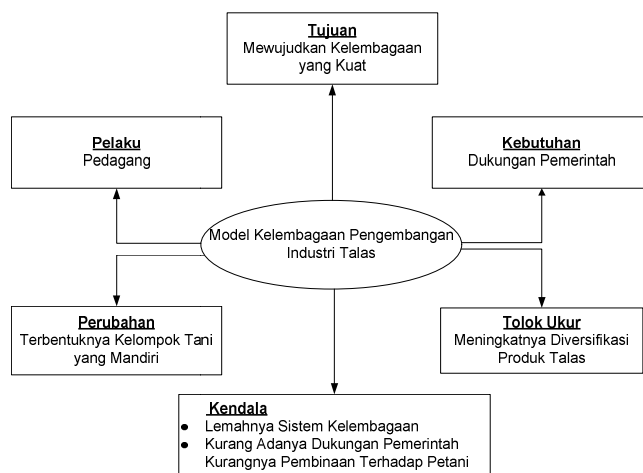 Tujuan
Mewujudkan Kelembagaan
yang Kuat
Pelaku
Pedagang
Kebutuhan
Dukungan Pemerintah
Model Kelembagaan Pengembangan
Industri Talas
Perubahan
Terbentuknya Kelompok Tani
yang Mandiri
Tolok Ukur
Meningkatnya Diversifikasi
Produk Talas
Kendala
● Lemahnya Sistem Kelembagaan
● Kurang Adanya Dukungan Pemerintah
Kurangnya Pembinaan Terhadap Petani